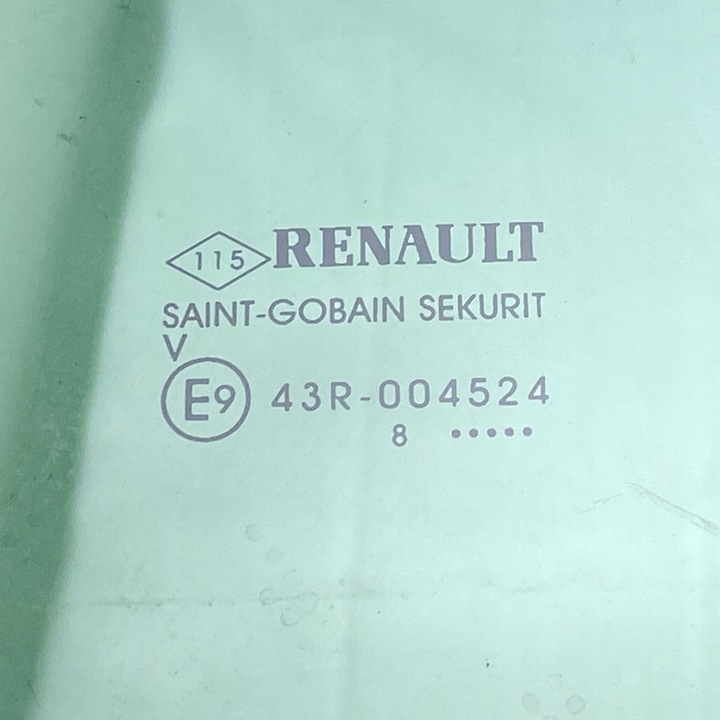 115 RENAULT
SAINT-GOBAIN SEKURIT
V
E9 43R-004524
8 •••••